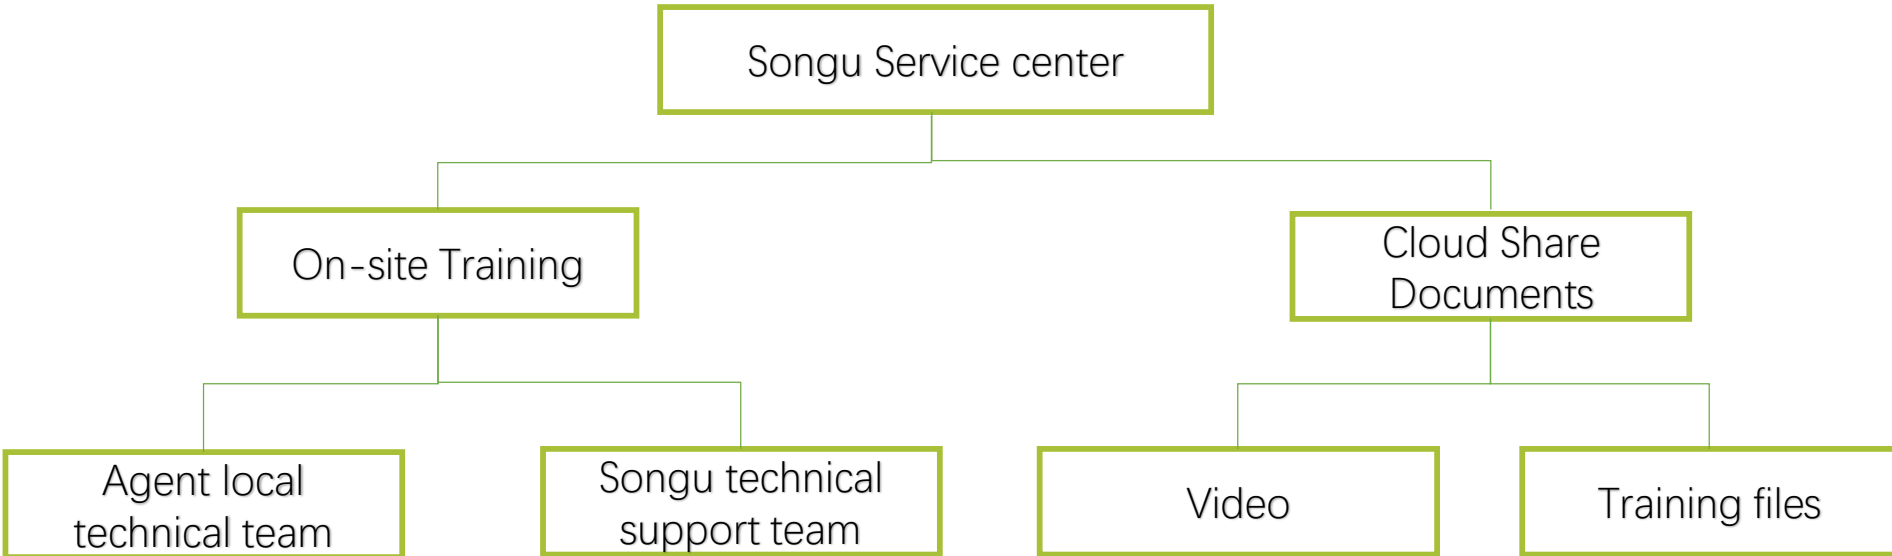 Songu Service center
On-site Training
Cloud Share
Documents
Agent local
technical team
Songu technical
support team
Video
Training files